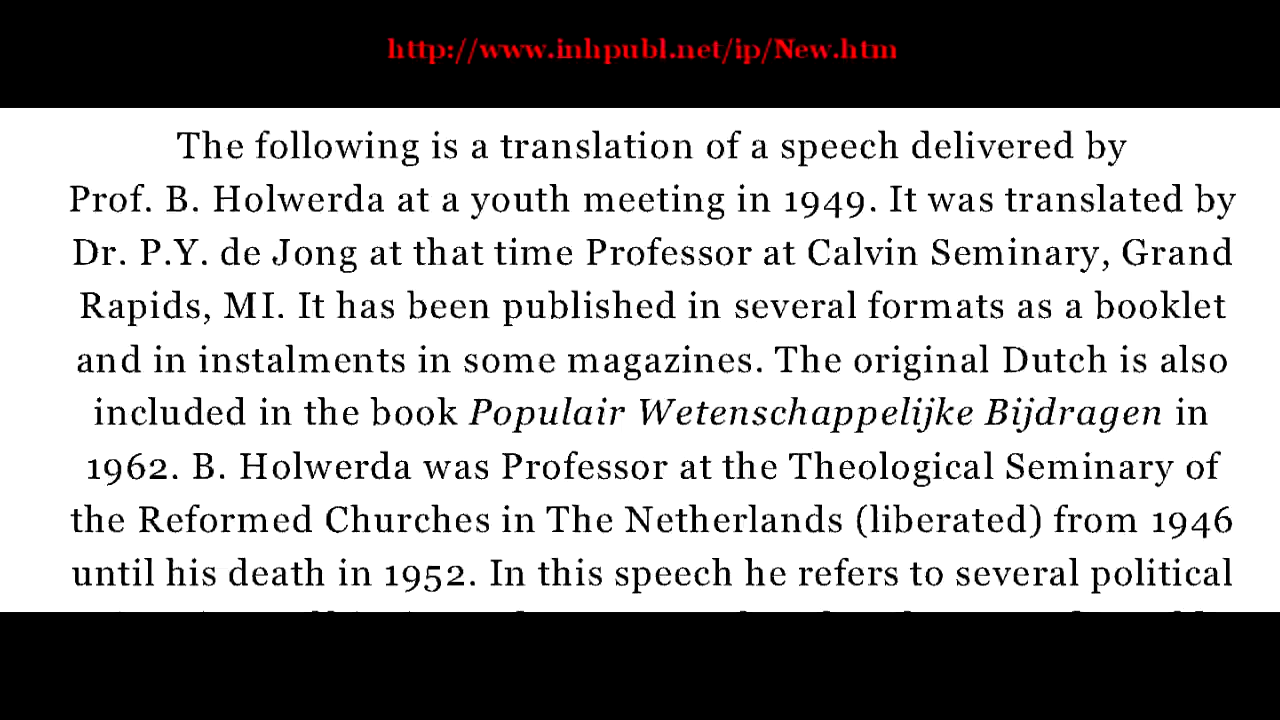 http://www.inhpubl.net/ip/New.htm
The following is a translation of a speech delivered by
Prof. B. Holwerda at a youth meeting in 1949. It was translated by
Dr. P.Y. de Jong at that time Professor at Calvin Seminary, Grand
Rapids, MI. It has been published in several formats as a booklet
and in instalments in some magazines. The original Dutch is also
included in the book Populair Wetenschappelijke Bijdragen in
1962. B. Holwerda was Professor at the Theological Seminary of
the Reformed Churches in The Netherlands (liberated) from 1946
until his death in 1952. In this speech he refers to several political